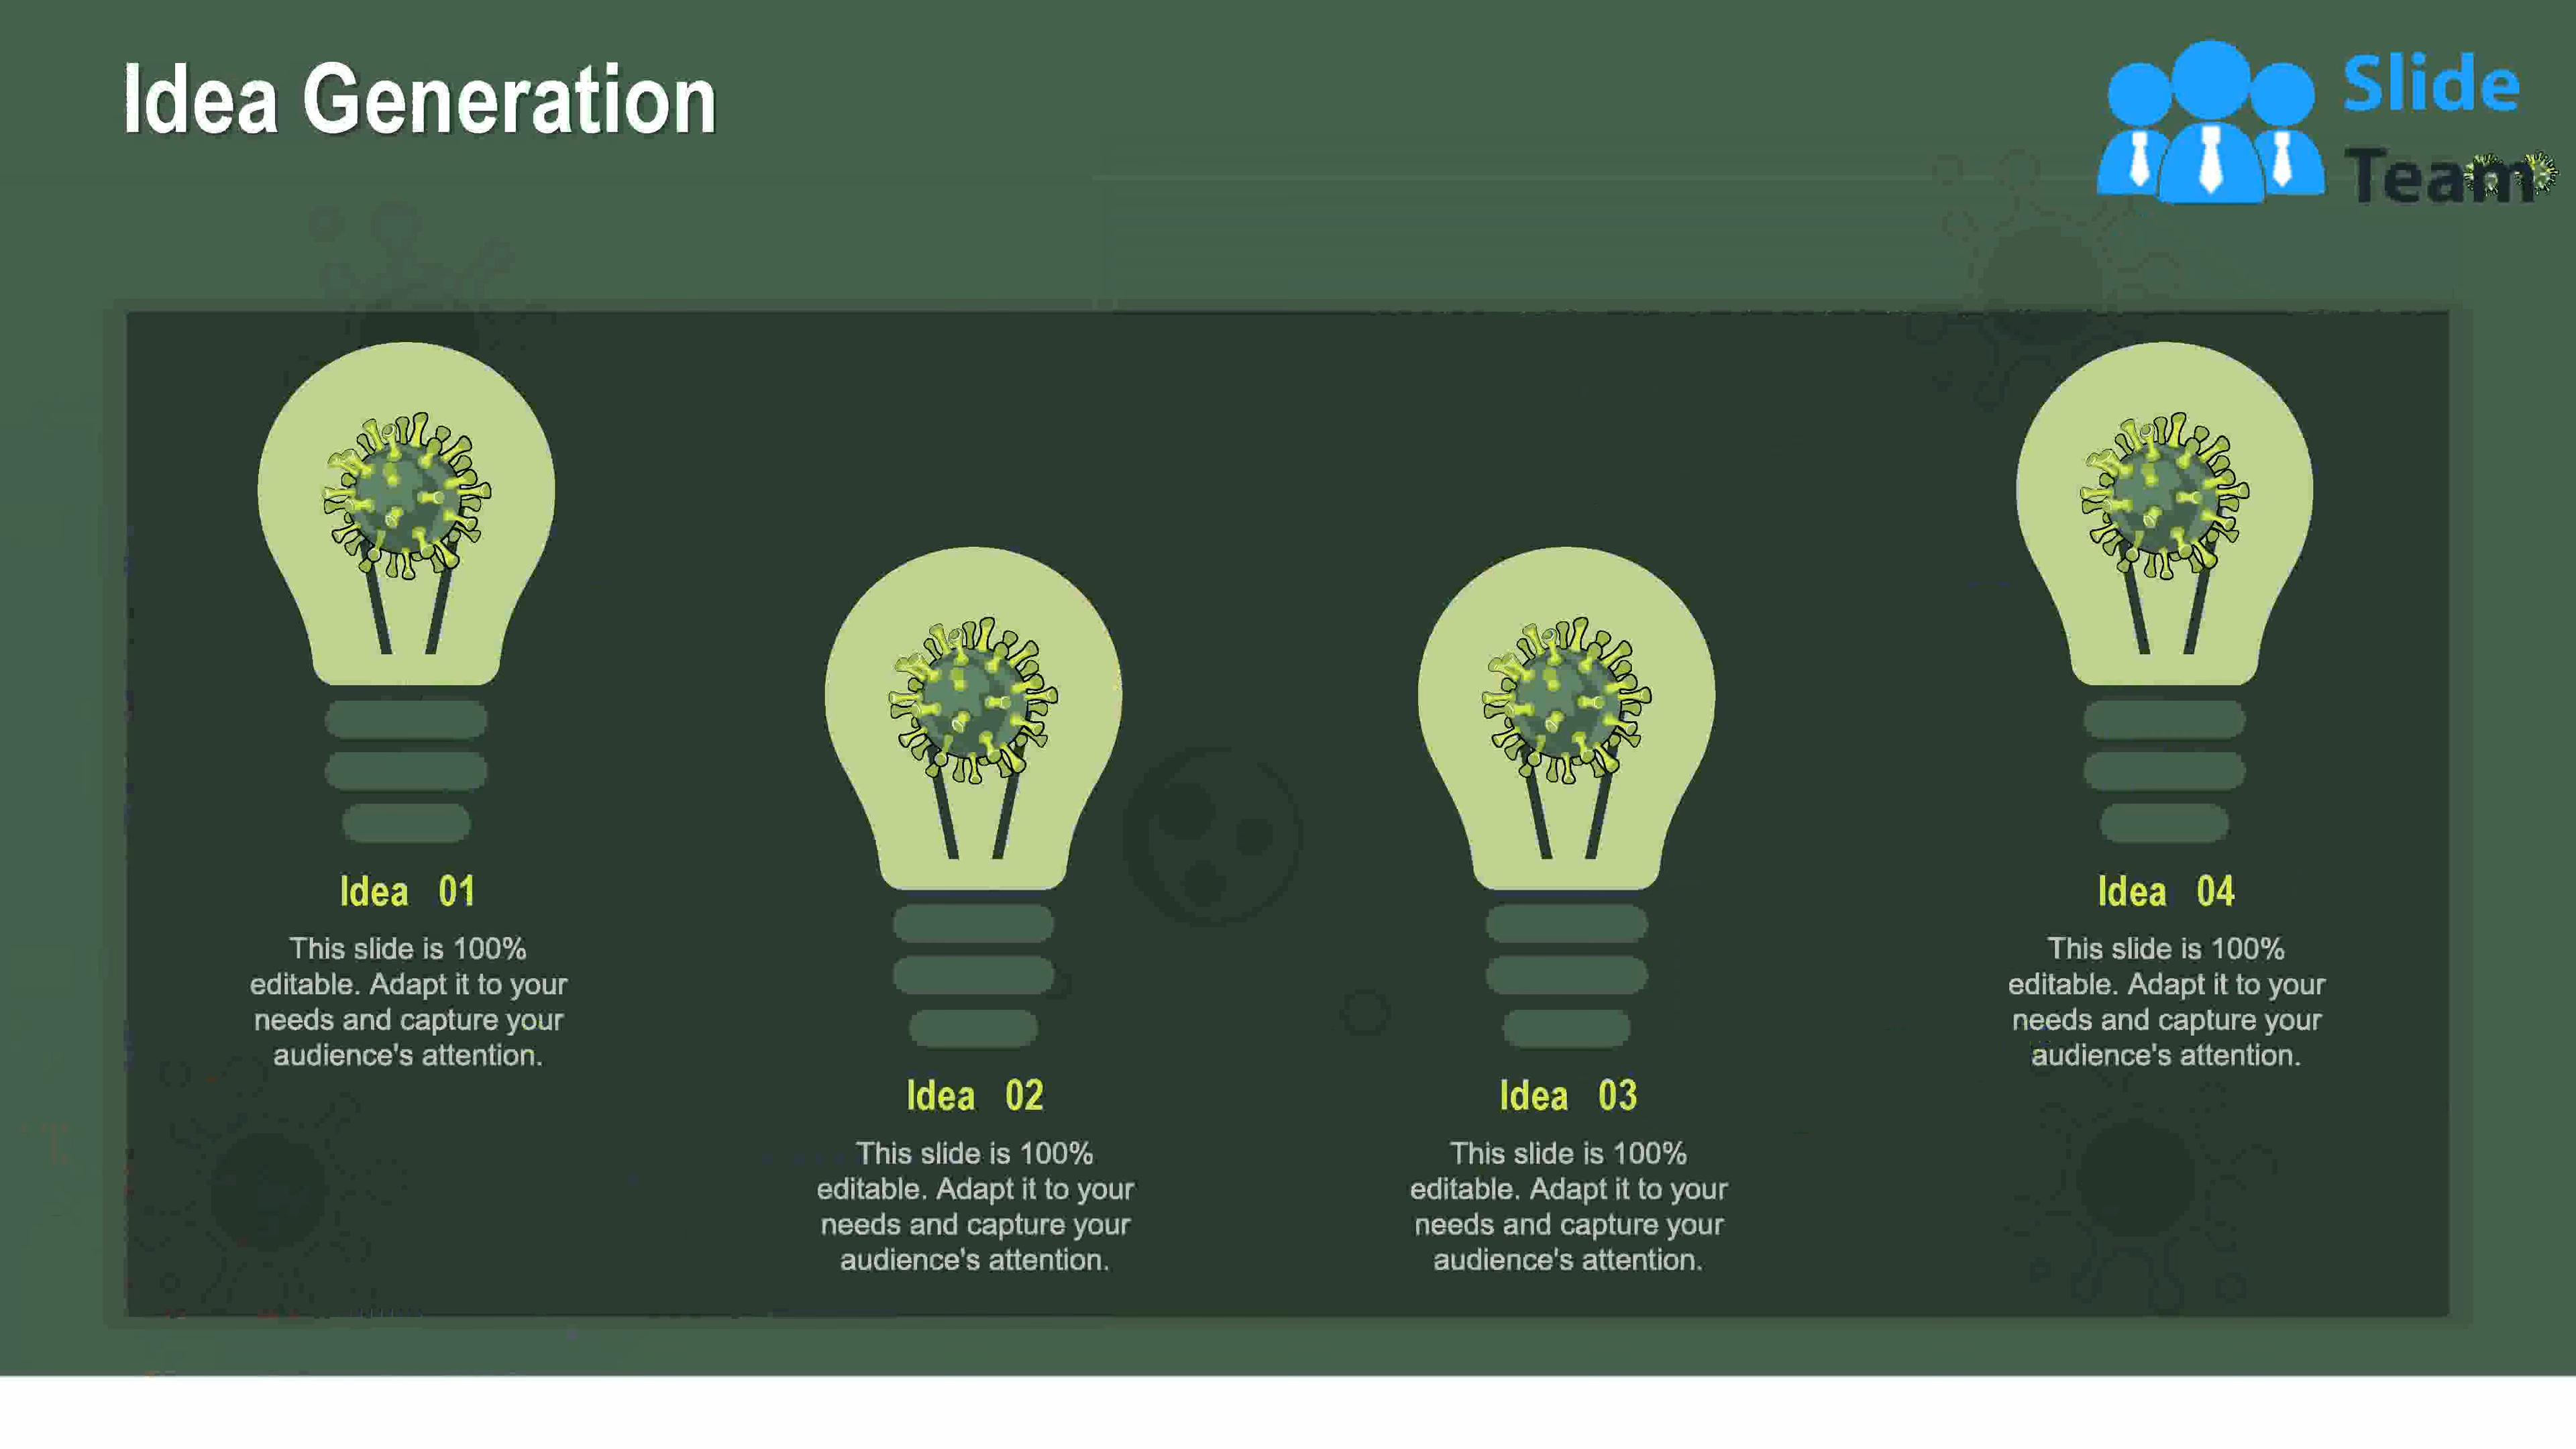 Idea Generation
Slide
Team
Idea 01
This slide is 100%
editable. Adapt it to your
needs and capture your
audience's attention.
Idea 02
This slide is 100%
editable. Adapt it to your
needs and capture your
audience's attention.
Idea 03
This slide is 100%
editable. Adapt it to your
needs and capture your
audience's attention.
Idea 04
This slide is 100%
editable. Adapt it to your
needs and capture your
audience's attention.